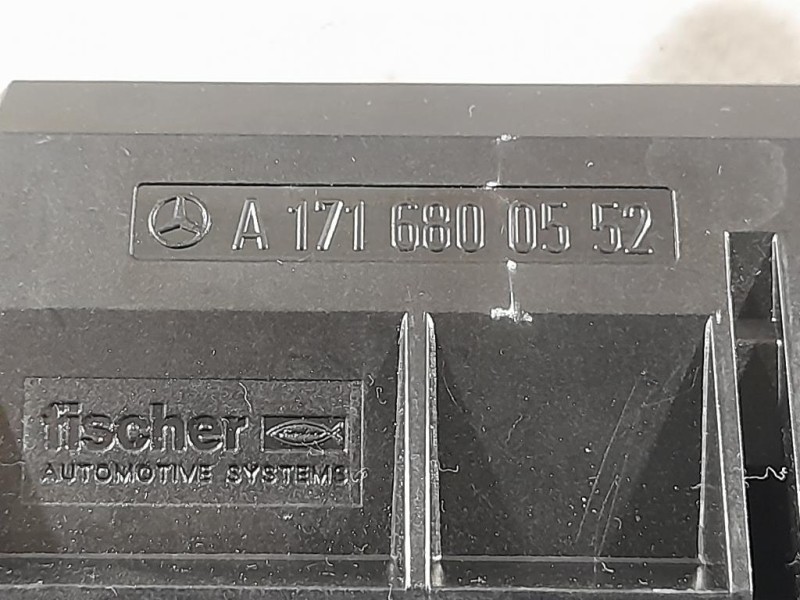 A 171 680 05 52
fischer
AUTOMOTIVE SYSTEMS